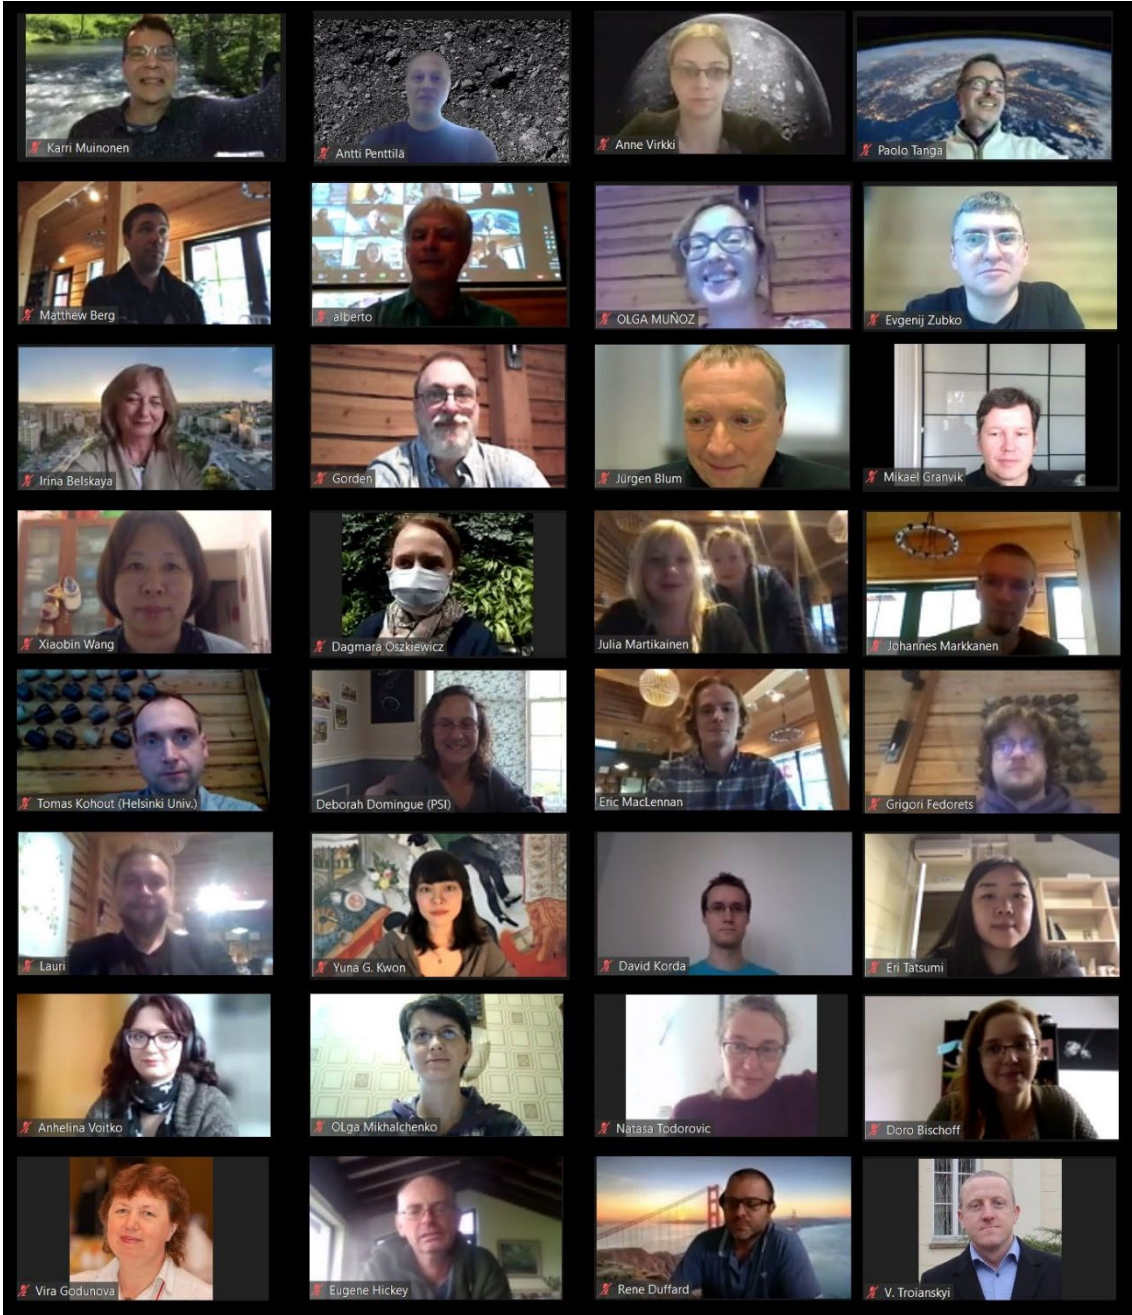 Karri Muinonen
Antti Penttilä
Anne Virkki
Paolo Tanga
Matthew Berg
alberto
OLGA MUÑOZ
Evgenij Zubko
Irina Belskaya
Gorden
Jürgen Blum
Mikael Granvik
Xiaobin Wang
Dagmara Oszkiewicz
Julia Martikainen
Johannes Markkanen
Tomas Kohout (Helsinki Univ.)
Deborah Domingue (PSI)
Eric MacLennan
Grigori Fedorets
Lauri
Yuna G. Kwon
David Korda
Eri Tatsumi
Anhelina Voitko
OLga Mikhalchenko
Natasa Todorovic
Doro Bischoff
Vira Godunova
Eugene Hickey
Rene Duffard
V. Troianskyi